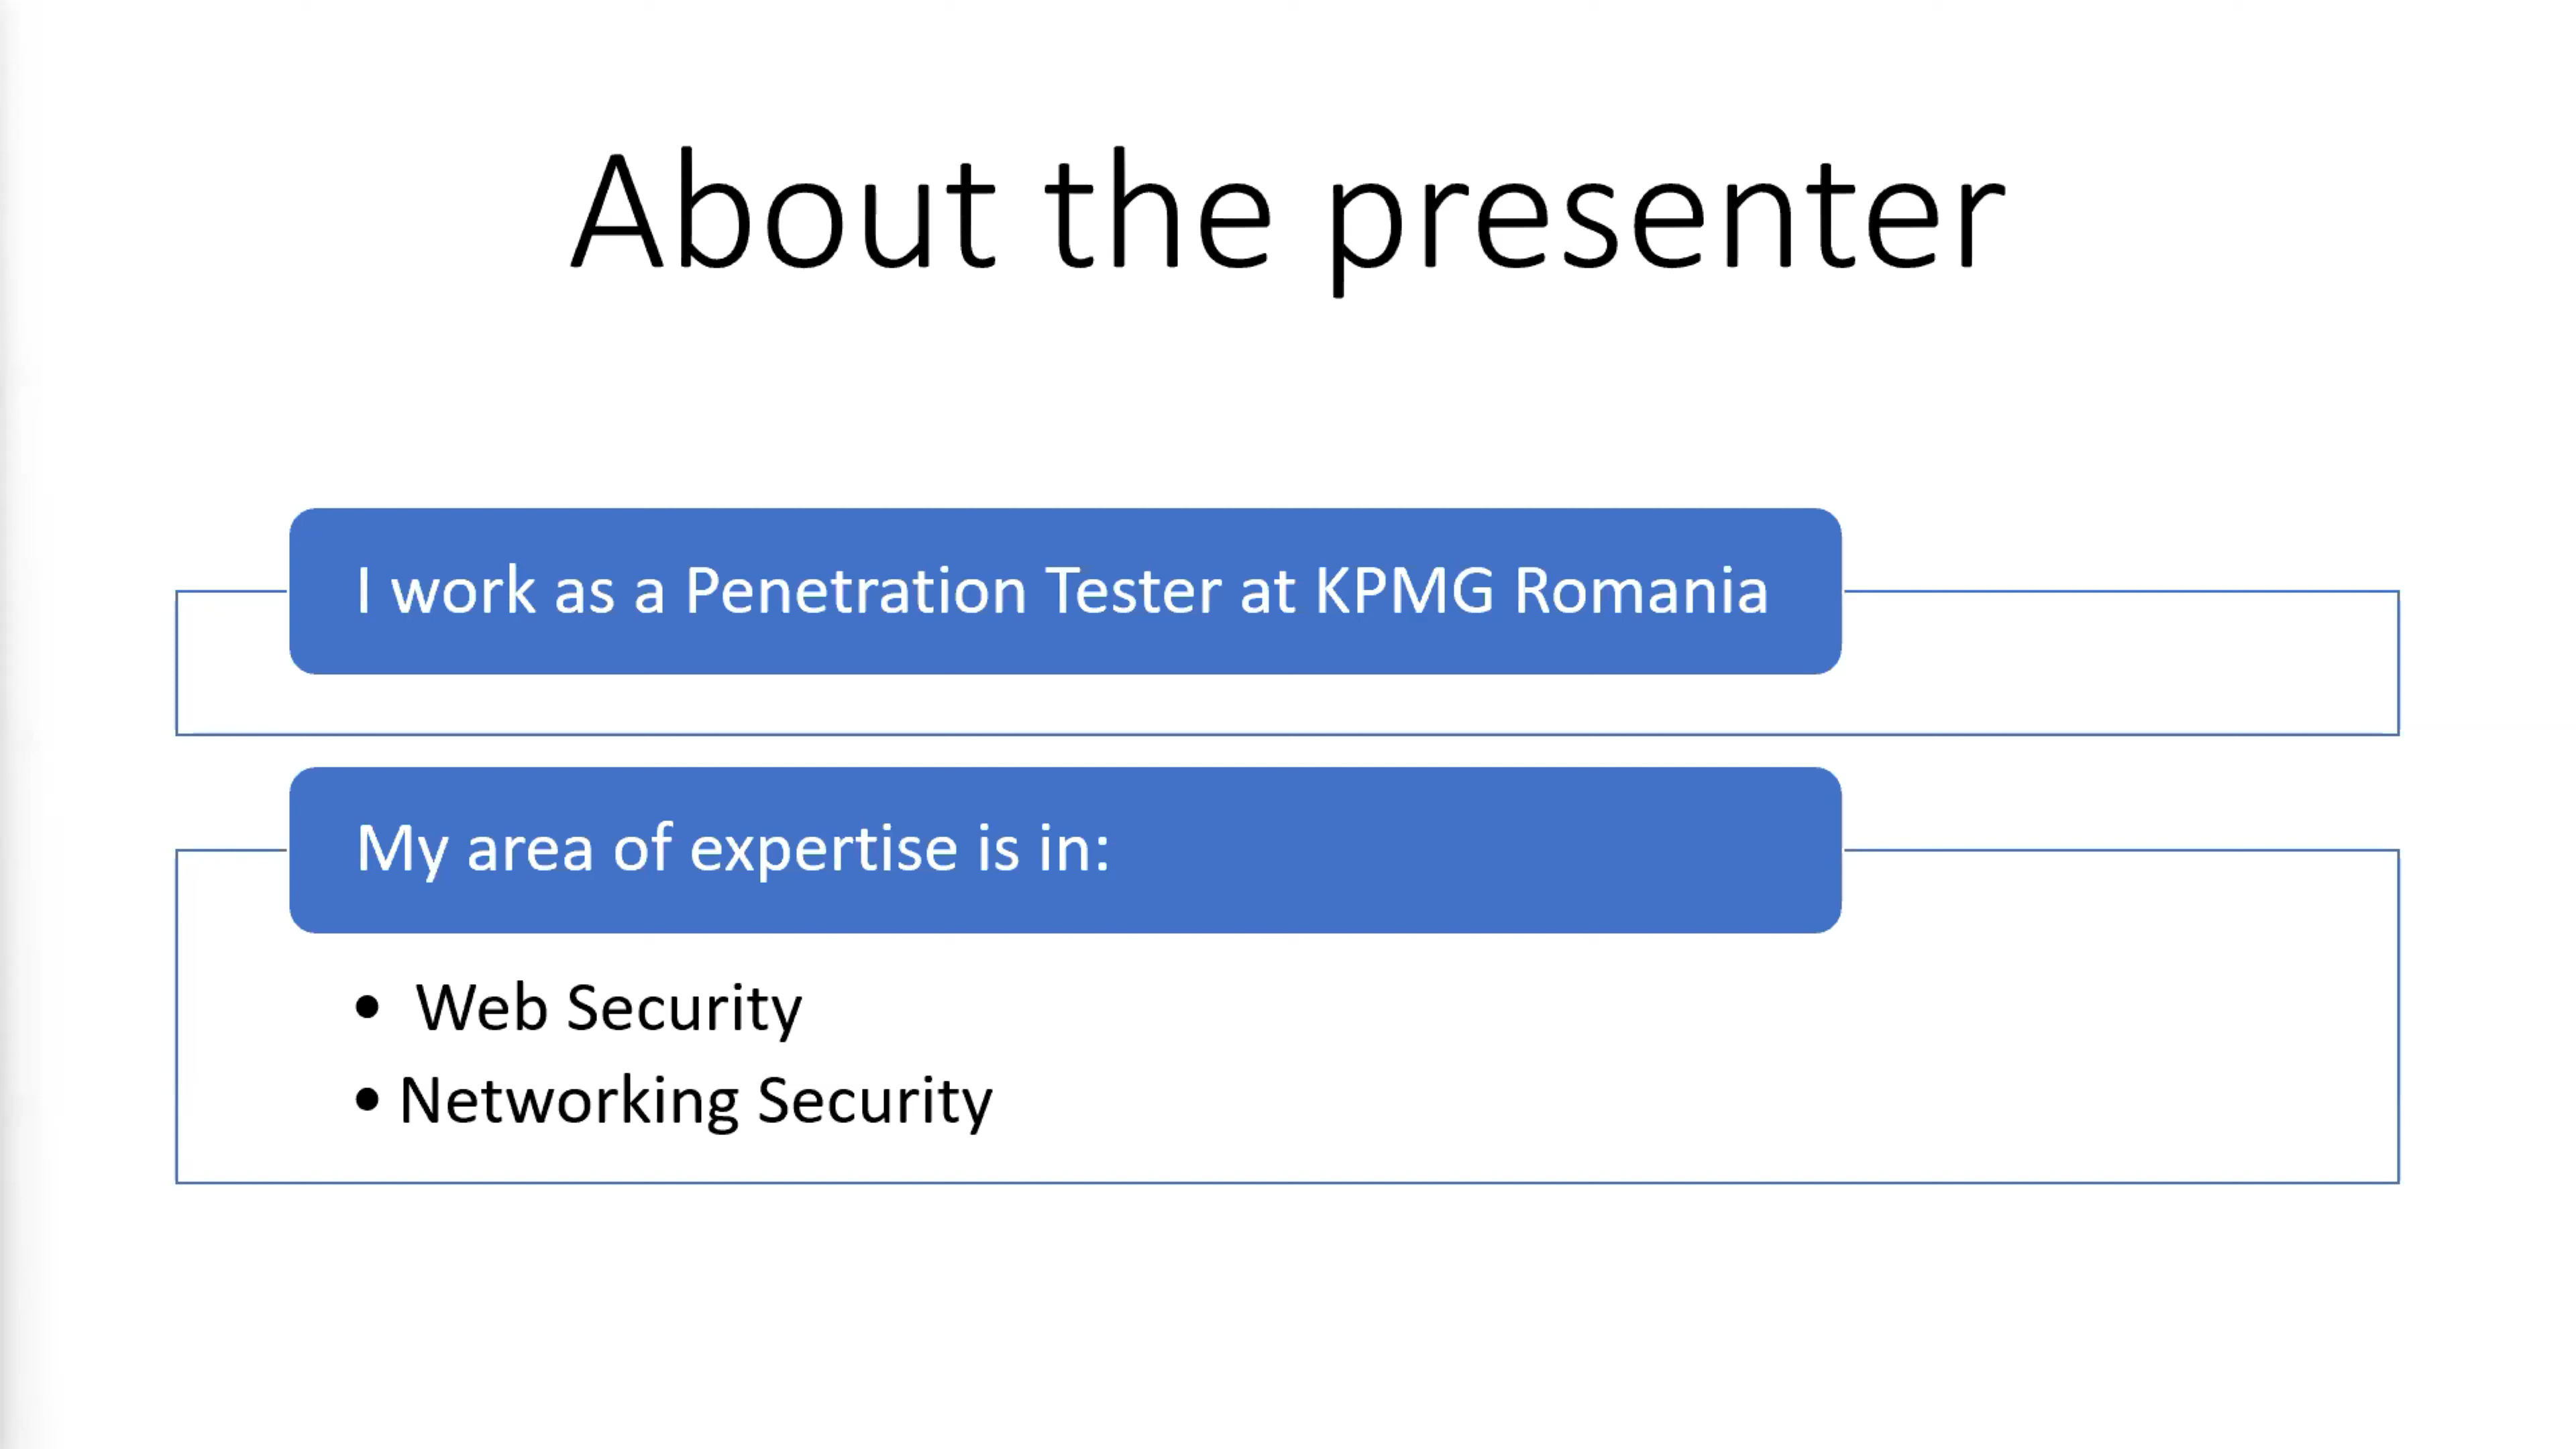 About the presenter
I work as a Penetration Tester at KPMG Romania
My area of expertise is in:
• Web Security
• Networking Security